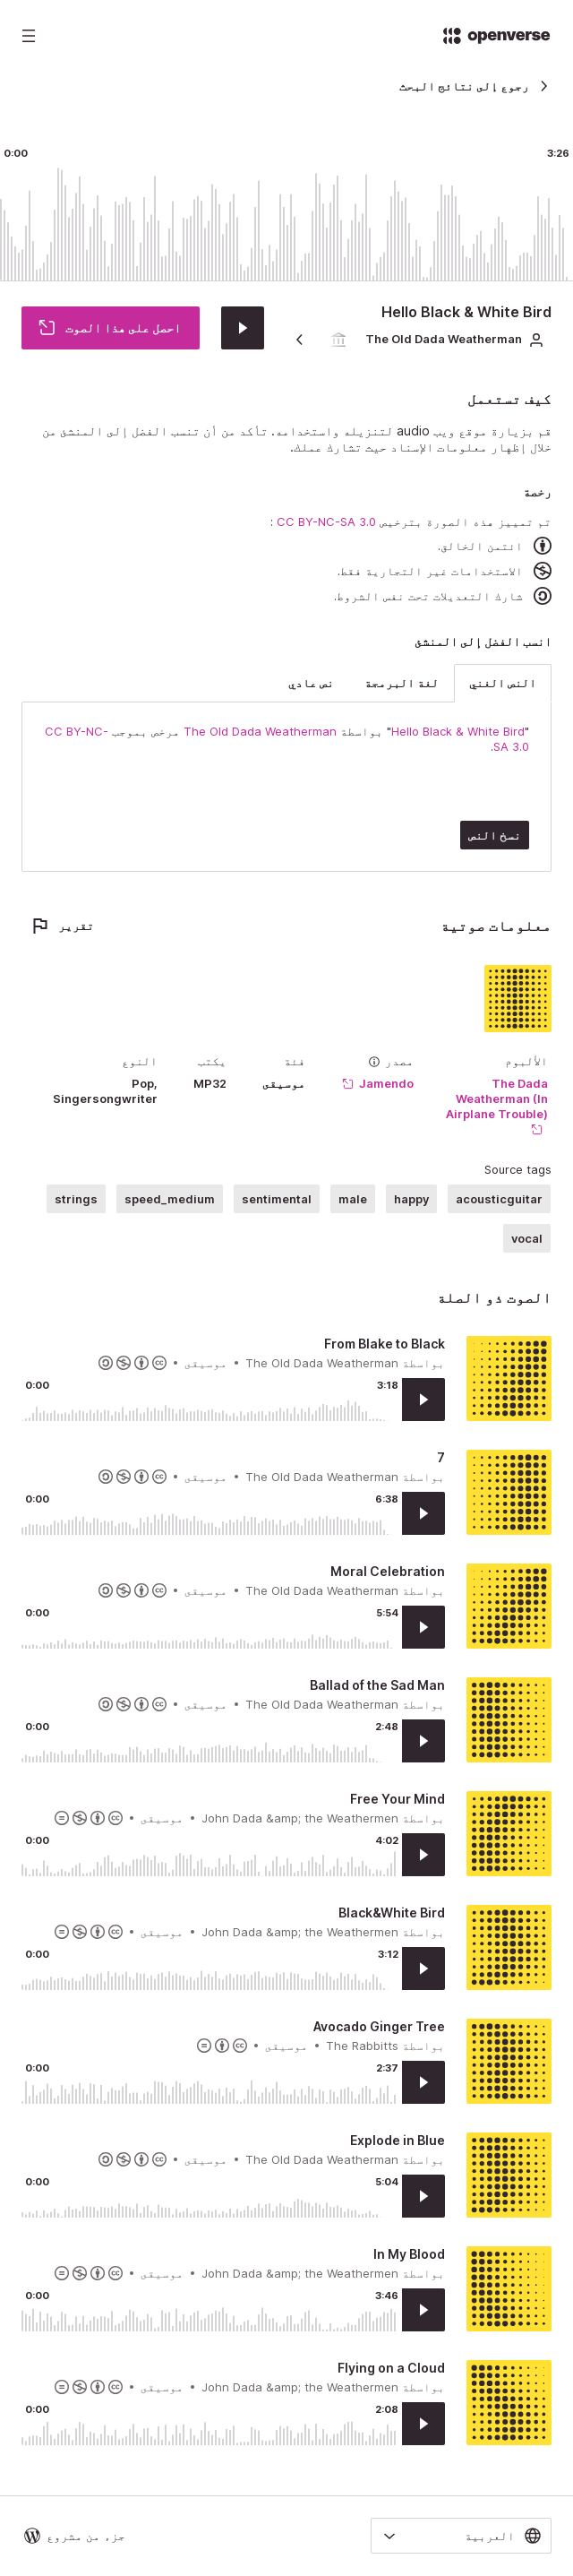 openverse
رجوع إلى نتائج البحث
0:00
3:26
Hello Black & White Bird
The Old Dada Weatherman
احصل على هذا الصوت
كيف تستعمل
قم بزيارة موقع ويب audio لتنزيله واستخدامه. تأكد من أن تنسب الفضل إلى المنشئ من
خلال إظهار معلومات الإسناد حيث تشارك عملك.
رخصة
تم تمييز هذه الصورة بترخيص CC BY-NC-SA 3.0 :
ائتمن الخالق.
الاستخدامات غير التجارية فقط.
شارك التعديلات تحت نفس الشروط.
انسب الفضل إلى المنشئ
النص الغني
لغة البرمجة
نص عادي
"Hello Black & White Bird" بواسطة The Old Dada Weatherman مرخص بموجب CC BY-NC-
SA 3.0.
نسخ النص
معلومات صوتية
تقرير
الألبوم
The Dada
Weatherman (In
Airplane Trouble)
مصدر
Jamendo
فئة
موسيقى
يكتب
MP32
النوع
Pop,
Singersongwriter
Source tags
acousticguitar
happy
male
sentimental
speed_medium
strings
vocal
الصوت ذو الصلة
From Blake to Black
بواسطة The Old Dada Weatherman • موسيقى •
0:00
3:18
7
بواسطة The Old Dada Weatherman • موسيقى •
0:00
6:38
Moral Celebration
بواسطة The Old Dada Weatherman • موسيقى •
0:00
5:54
Ballad of the Sad Man
بواسطة The Old Dada Weatherman • موسيقى •
0:00
2:48
Free Your Mind
بواسطة John Dada &amp; the Weathermen • موسيقى •
0:00
4:02
Black&White Bird
بواسطة John Dada &amp; the Weathermen • موسيقى •
0:00
3:12
Avocado Ginger Tree
بواسطة The Rabbitts • موسيقى •
0:00
2:37
Explode in Blue
بواسطة The Old Dada Weatherman • موسيقى •
0:00
5:04
In My Blood
بواسطة John Dada &amp; the Weathermen • موسيقى •
0:00
3:46
Flying on a Cloud
بواسطة John Dada &amp; the Weathermen • موسيقى •
0:00
2:08
العربية
جزء من مشروع